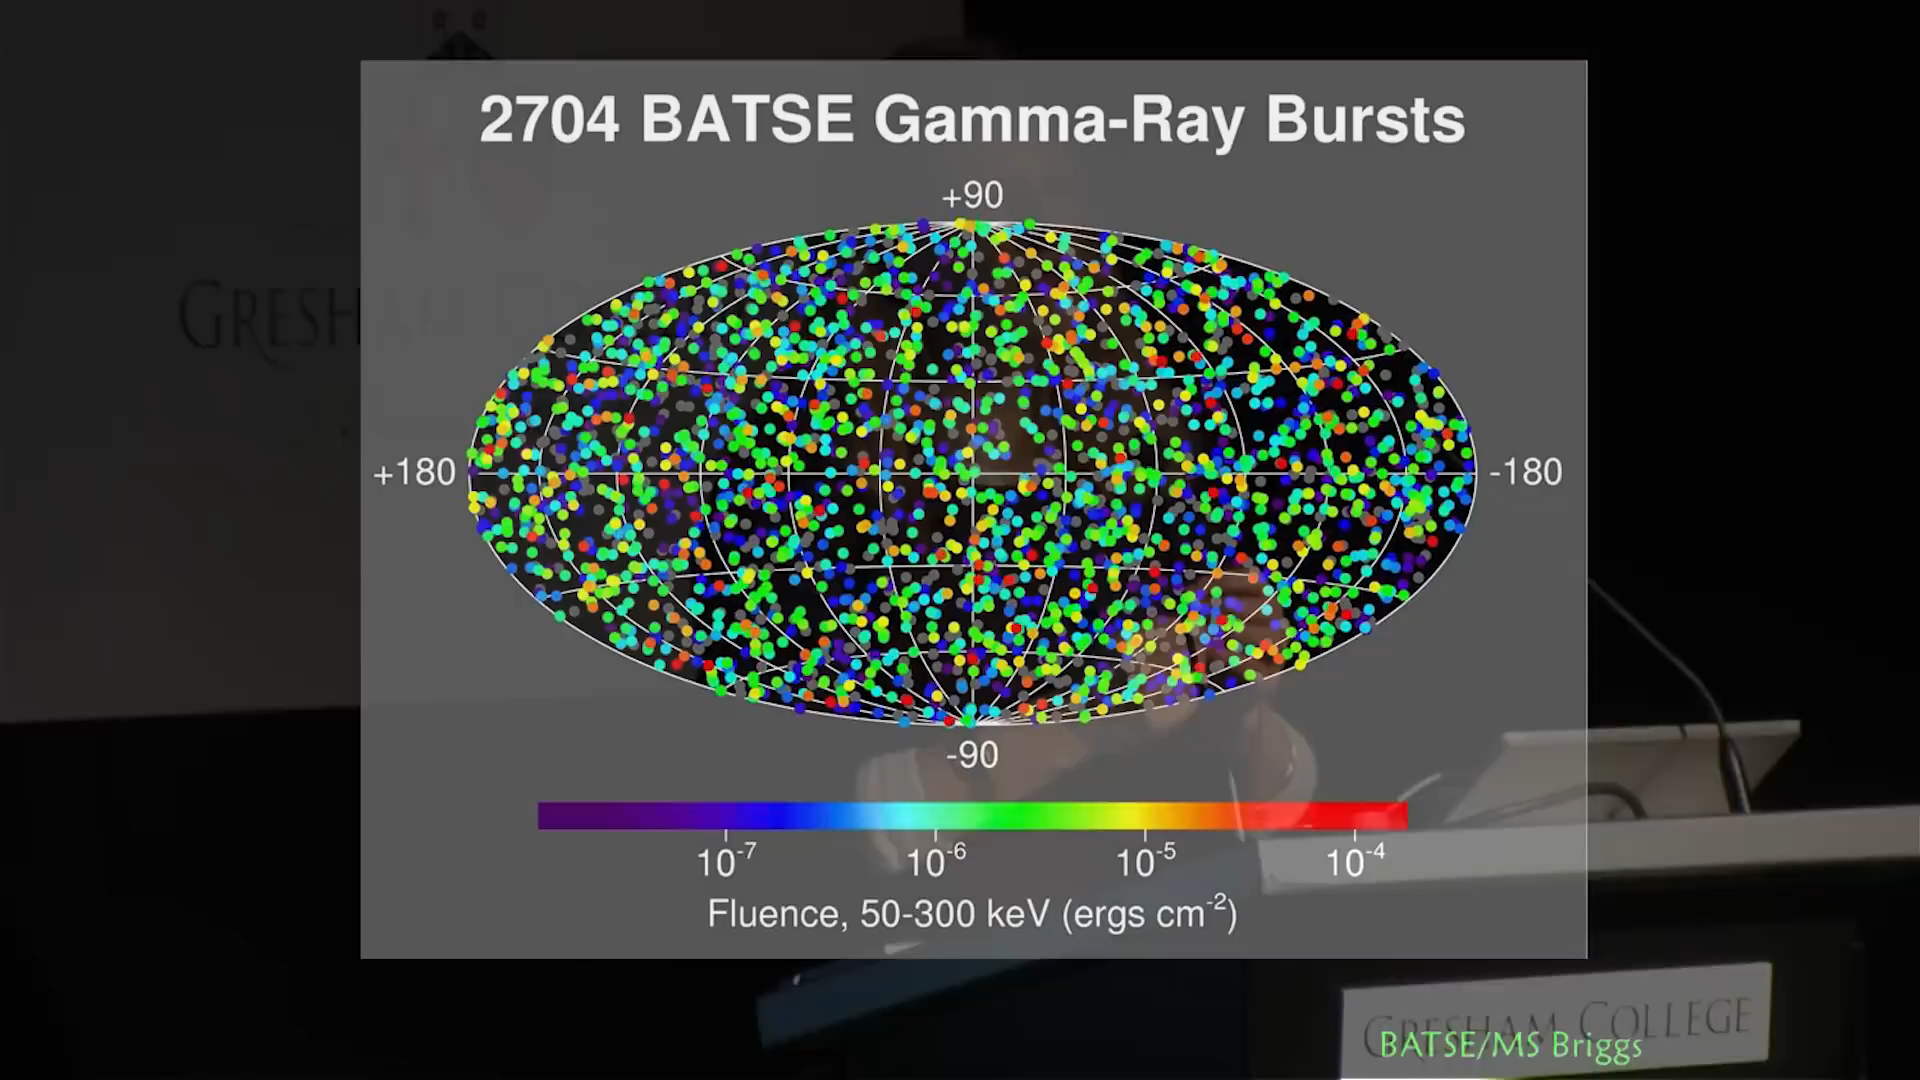 2704 BATSE Gamma-Ray Bursts
+90
GRESHAM
+180
-180
-90
10-7
10-6
10-5
10-4
Fluence, 50-300 keV (ergs cm-2)
GRESHAM COLLEGE
BATSE/MS Briggs